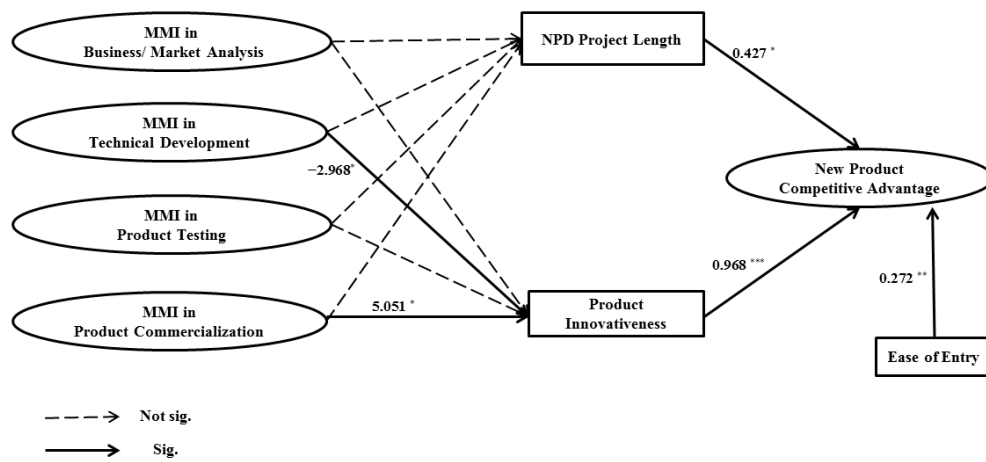 MMI in
Business/ Market Analysis
NPD Project Length
0.427 *
MMI in
Technical Development
−2.968*
New Product
Competitive Advantage
MMI in
Product Testing
0.968 ***
0.272 **
MMI in
Product Commercialization
5.051 *
Product
Innovativeness
Ease of Entry
Not sig.
Sig.